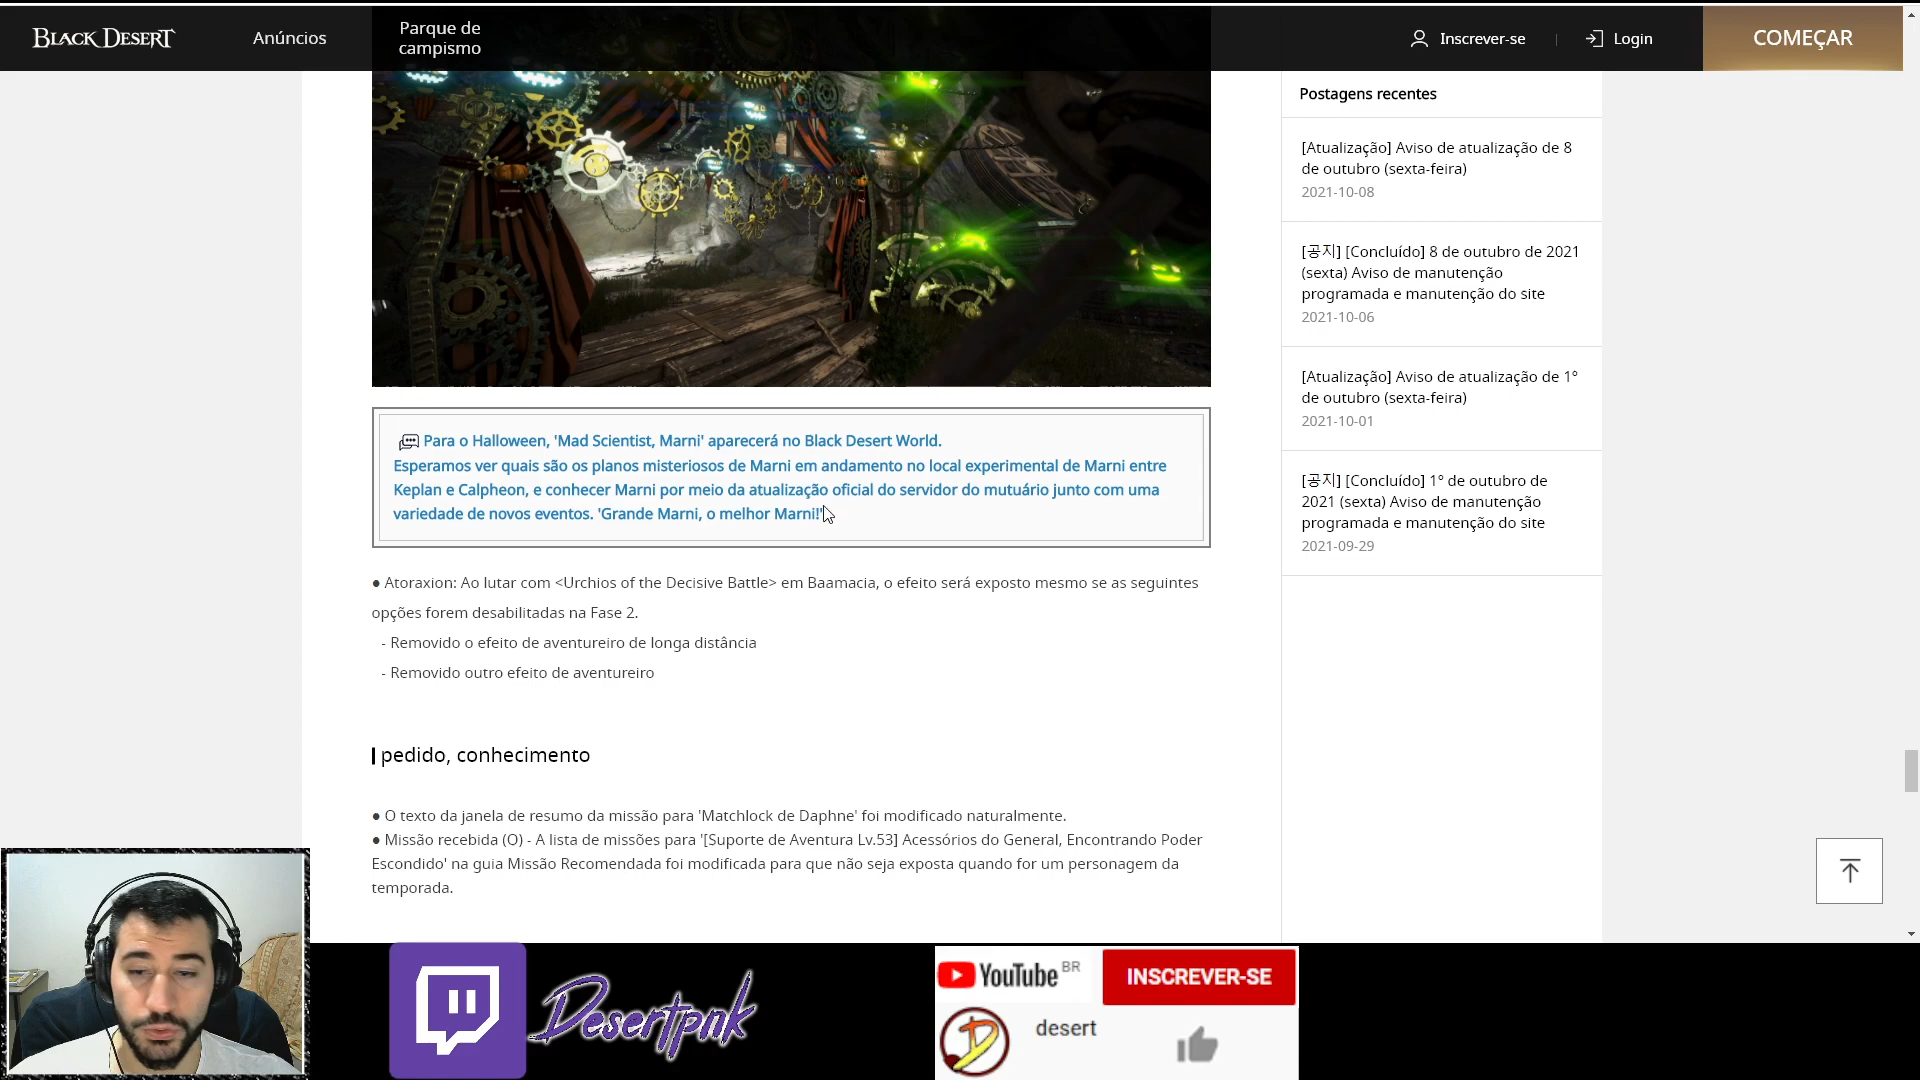 BLACK DESERT
Anúncios
Parque de
campismo
Inscrever-se
Login
COMEÇAR
Para o Halloween, 'Mad Scientist, Marni' aparecerá no Black Desert World.
Esperamos ver quais são os planos misteriosos de Marni em andamento no local experimental de Marni entre
Keplan e Calpheon, e conhecer Marni por meio da atualização oficial do servidor do mutuário junto com uma
variedade de novos eventos. 'Grande Marni, o melhor Marni!'
● Atoraxion: Ao lutar com <Urchios of the Decisive Battle> em Baamacia, o efeito será exposto mesmo se as seguintes
opções forem desabilitadas na Fase 2.
- Removido o efeito de aventureiro de longa distância
- Removido outro efeito de aventureiro
pedido, conhecimento
● O texto da janela de resumo da missão para 'Matchlock de Daphne' foi modificado naturalmente.
● Missão recebida (O) - A lista de missões para '[Suporte de Aventura Lv.53] Acessórios do General, Encontrando Poder
Escondido' na guia Missão Recomendada foi modificada para que não seja exposta quando for um personagem da
temporada.
Postagens recentes
[Atualização] Aviso de atualização de 8
de outubro (sexta-feira)
2021-10-08
[공지] [Concluído] 8 de outubro de 2021
(sexta) Aviso de manutenção
programada e manutenção do site
2021-10-06
[Atualização] Aviso de atualização de 1º
de outubro (sexta-feira)
2021-10-01
[공지] [Concluído] 1º de outubro de
2021 (sexta) Aviso de manutenção
programada e manutenção do site
2021-09-29
Desertpnk
YouTube BR
INSCREVER-SE
D
desert